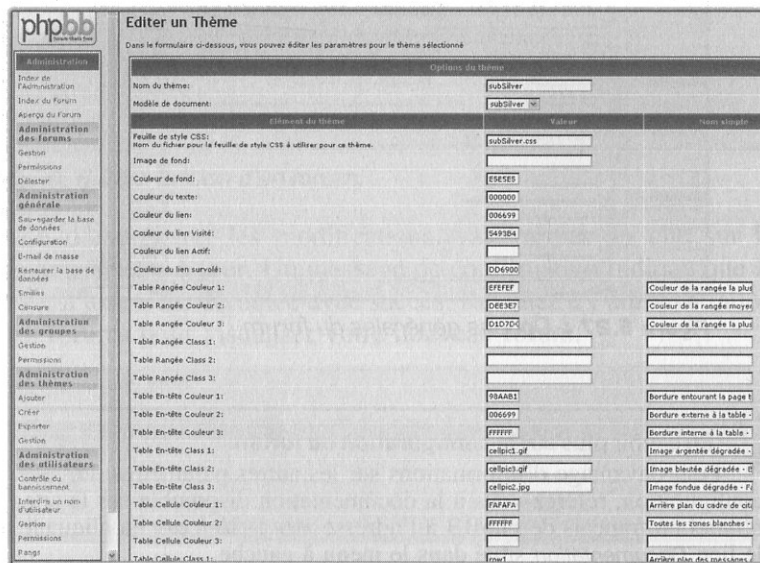 phpbb
Administration
Index de
l'Administration
Index du Forum
Aperçu du Forum
Administration
des forums
Gestion
Permissions
Délester
Administration
générale
Sauvegarder la base
de données
Configuration
E-mail de masse
Restaurer la base de
données
Smilies
Censure
Administration
des groupes
Gestion
Permissions
Administration
des thèmes
Ajouter
Créer
Exporter
Gestion
Administration
des utilisateurs
Contrôle du
bannissement
Interdire un nom
d'utilisateur
Gestion
Permissions
Rangs
Editer un Thème
Dans le formulaire ci-dessous, vous pouvez éditer les paramètres pour le thème sélectionné
Options du thème
Nom du thème: subSilver
Modèle de document: subSilver
Elément du thème Valeur Nom simple
Feuille de style CSS: subSilver.css
Nom du fichier pour la feuille de style CSS à utiliser pour ce thème.
Image de fond:
Couleur de fond: E5E5E5
Couleur du texte: 000000
Couleur du lien: 006699
Couleur du lien Visité: 5493B4
Couleur du lien Actif:
Couleur du lien survolé: DD6900
Table Rangée Couleur 1: EFEFEF Couleur de la rangée la plus
Table Rangée Couleur 2: DEE3E7 Couleur de la rangée moyen
Table Rangée Couleur 3: D1D7DC Couleur de la rangée la plus
Table Rangée Class 1:
Table Rangée Class 2:
Table Rangée Class 3:
Table En-tête Couleur 1: 98AAB1 Bordure entourant la page t
Table En-tête Couleur 2: 006699 Bordure externe à la table -
Table En-tête Couleur 3: FFFFFF Bordure interne à la table -
Table En-tête Class 1: cellpic1.gif Image argentée dégradée -
Table En-tête Class 2: cellpic3.gif Image bleutée dégradée - B
Table En-tête Class 3: cellpic2.jpg Image fondue dégradée - Fa
Table Cellule Couleur 1: FAFAFA Arrière plan du cadre de cita
Table Cellule Couleur 2: FFFFFF Toutes les zones blanches -
Table Cellule Couleur 3:
Table Cellule Class 1: row1 Arrière plan des messages d